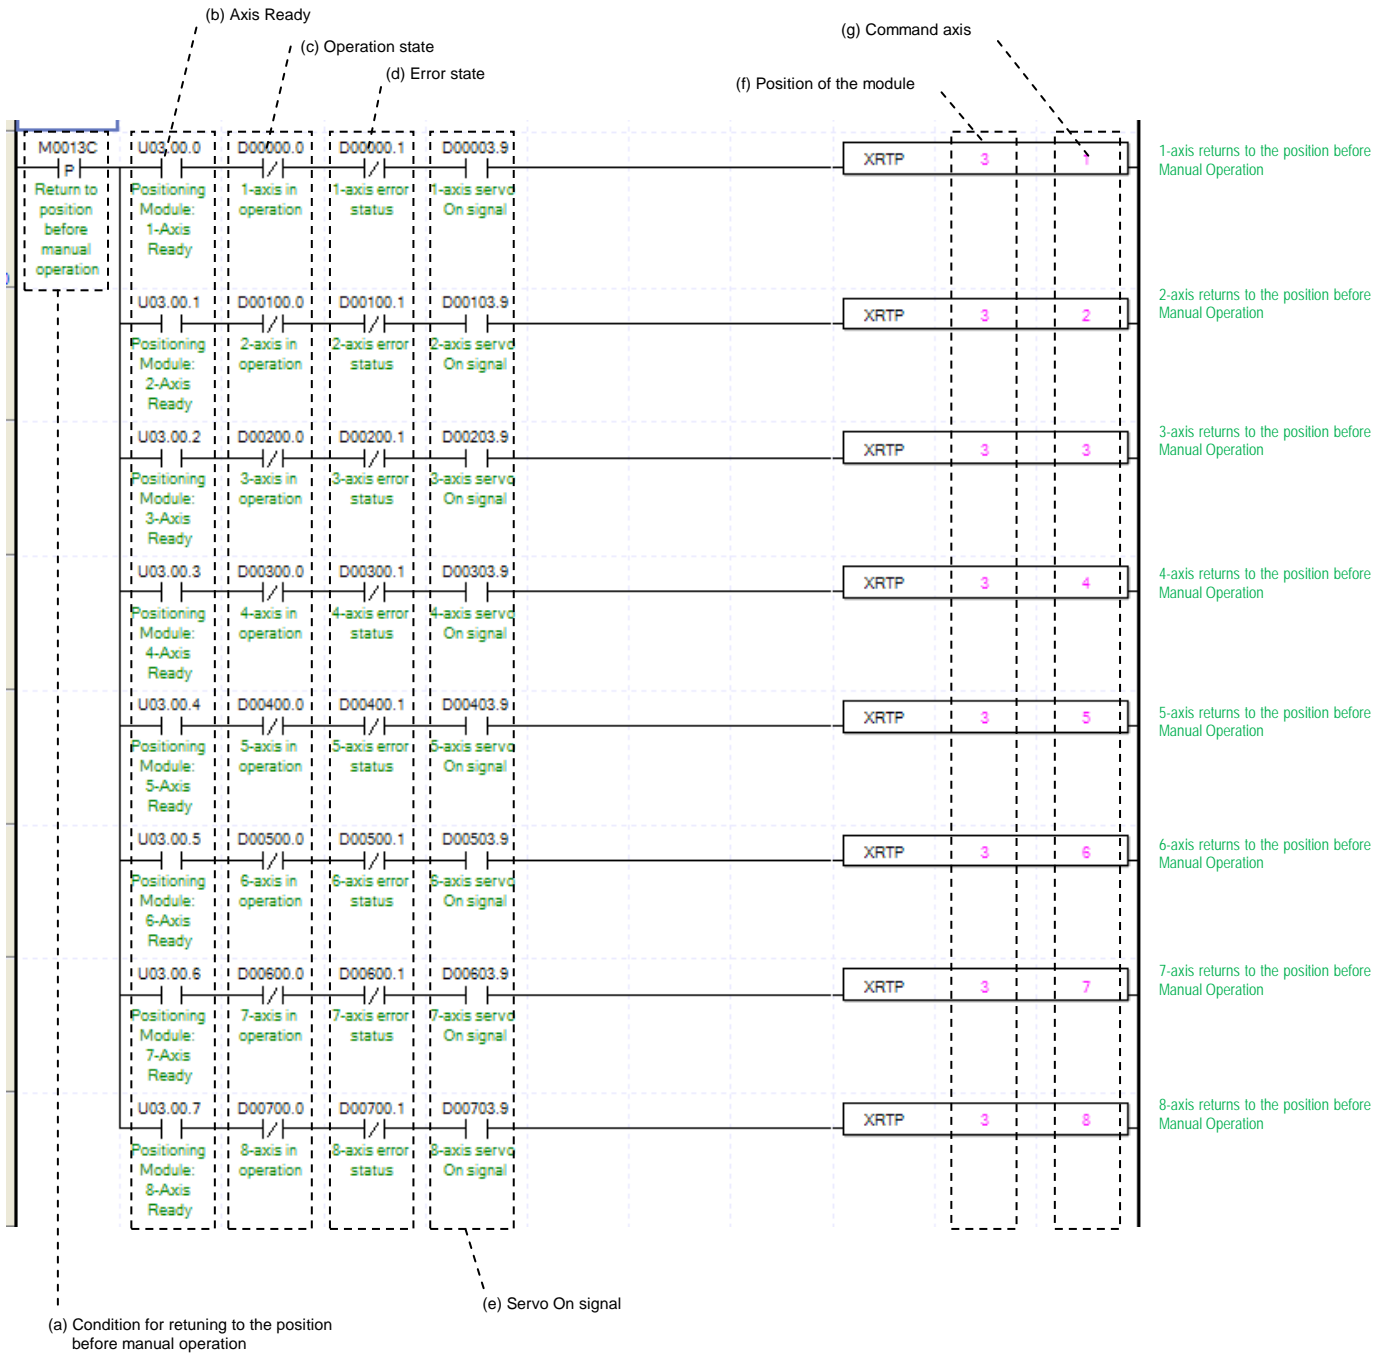 (b) Axis Ready
(c) Operation state
(d) Error state
(g) Command axis
(f) Position of the module
M0013C
P
Return to
position
before
manual
operation
U03.00.0 D00000.0 D00000.1 D00003.9 XRTP 3 1
Positioning 1-axis in 1-axis error 1-axis servo
Module: operation status On signal
1-Axis
Ready
1-axis returns to the position before
Manual Operation
U03.00.1 D00100.0 D00100.1 D00103.9 XRTP 3 2
Positioning 2-axis in 2-axis error 2-axis servo
Module: operation status On signal
2-Axis
Ready
2-axis returns to the position before
Manual Operation
U03.00.2 D00200.0 D00200.1 D00203.9 XRTP 3 3
Positioning 3-axis in 3-axis error 3-axis servo
Module: operation status On signal
3-Axis
Ready
3-axis returns to the position before
Manual Operation
U03.00.3 D00300.0 D00300.1 D00303.9 XRTP 3 4
Positioning 4-axis in 4-axis error 4-axis servo
Module: operation status On signal
4-Axis
Ready
4-axis returns to the position before
Manual Operation
U03.00.4 D00400.0 D00400.1 D00403.9 XRTP 3 5
Positioning 5-axis in 5-axis error 5-axis servo
Module: operation status On signal
5-Axis
Ready
5-axis returns to the position before
Manual Operation
U03.00.5 D00500.0 D00500.1 D00503.9 XRTP 3 6
Positioning 6-axis in 6-axis error 6-axis servo
Module: operation status On signal
6-Axis
Ready
6-axis returns to the position before
Manual Operation
U03.00.6 D00600.0 D00600.1 D00603.9 XRTP 3 7
Positioning 7-axis in 7-axis error 7-axis servo
Module: operation status On signal
7-Axis
Ready
7-axis returns to the position before
Manual Operation
U03.00.7 D00700.0 D00700.1 D00703.9 XRTP 3 8
Positioning 8-axis in 8-axis error 8-axis servo
Module: operation status On signal
8-Axis
Ready
8-axis returns to the position before
Manual Operation
(e) Servo On signal
(a) Condition for retuning to the position
before manual operation